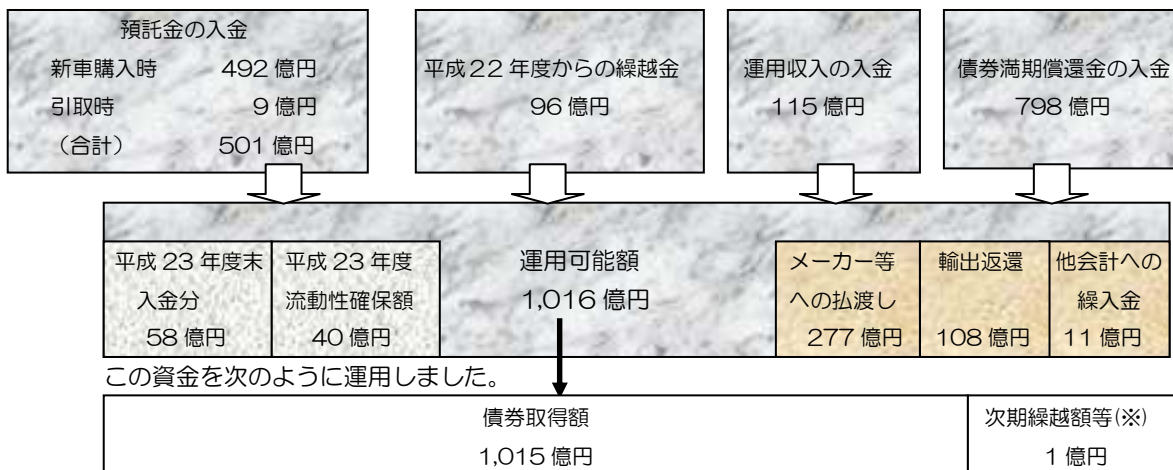 預託金の入金
新車購入時 492 億円
引取時 9 億円
(合計) 501 億円
平成22年度からの繰越金
96 億円
運用収入の入金
115 億円
債券満期償還金の入金
798 億円
平成 23 年度末
入金分
58 億円
平成 23 年度
流動性確保額
40 億円
運用可能額
1,016 億円
メーカー等
への払渡し
277 億円
輸出返還
108 億円
他会計への
繰入金
11 億円
この資金を次のように運用しました。
債券取得額
1,015 億円
次期繰越額等(※)
1 億円